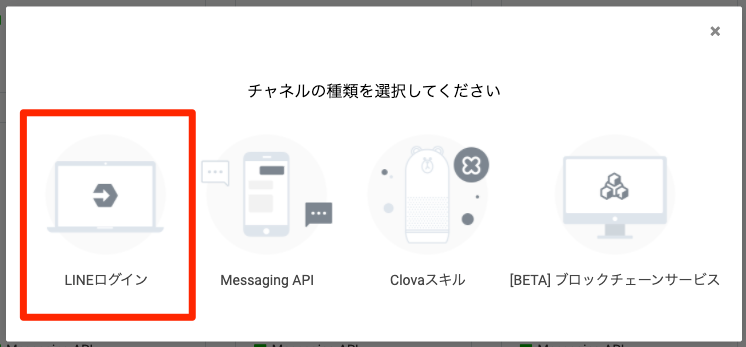 ×
チャネルの種類を選択してください
LINEログイン
Messaging API
Clovaスキル
[BETA] ブロックチェーンサービス